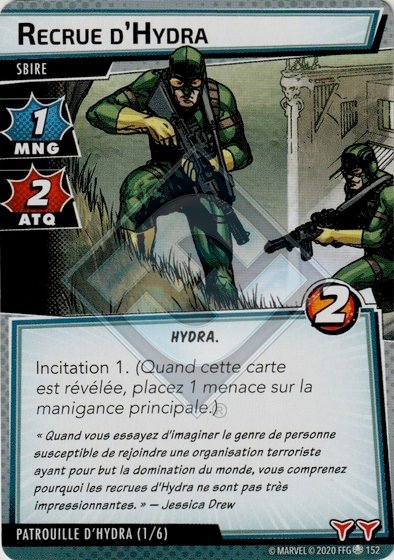 RECRUE D'HYDRA
SBIRE
1
MNG
2
ATQ
2
HYDRA.
Incitation 1. (Quand cette carte
est révélée, placez 1 menace sur la
manigance principale.)
« Quand vous essayez d'imaginer le genre de personne
susceptible de rejoindre une organisation terroriste
ayant pour but la domination du monde, vous comprenez
pourquoi les recrues d'Hydra ne sont pas très
impressionnantes. » — Jessica Drew
PATROUILLE D'HYDRA (1/6)
© MARVEL © 2020 FFG 152